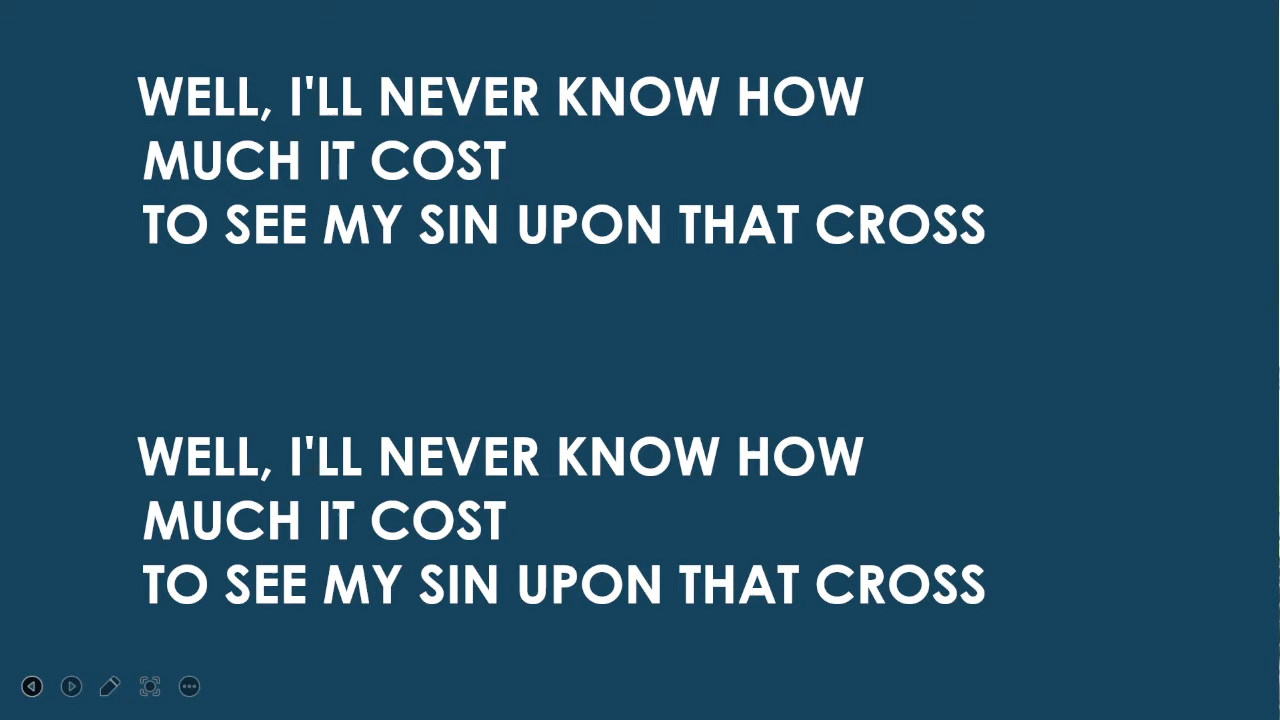 WELL, I'LL NEVER KNOW HOW
MUCH IT COST
TO SEE MY SIN UPON THAT CROSS
WELL, I'LL NEVER KNOW HOW
MUCH IT COST
TO SEE MY SIN UPON THAT CROSS